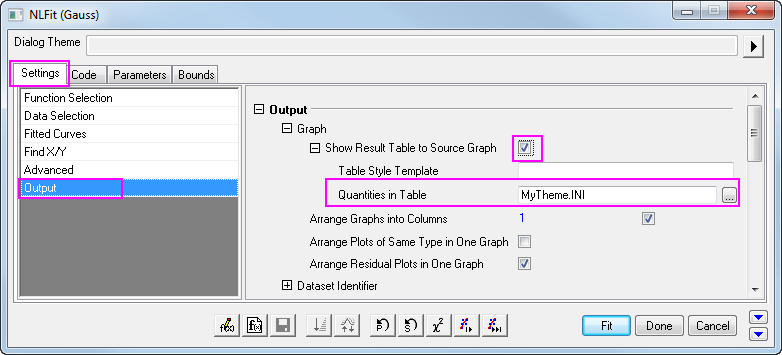 NLFit (Gauss)
Dialog Theme
Settings Code Parameters Bounds
Function Selection
Data Selection
Fitted Curves
Find X/Y
Advanced
Output
Output
Graph
Show Result Table to Source Graph
Table Style Template
Quantities in Table MyTheme.INI ...
Arrange Graphs into Columns 1
Arrange Plots of Same Type in One Graph
Arrange Residual Plots in One Graph
Dataset Identifier
Fit Done Cancel